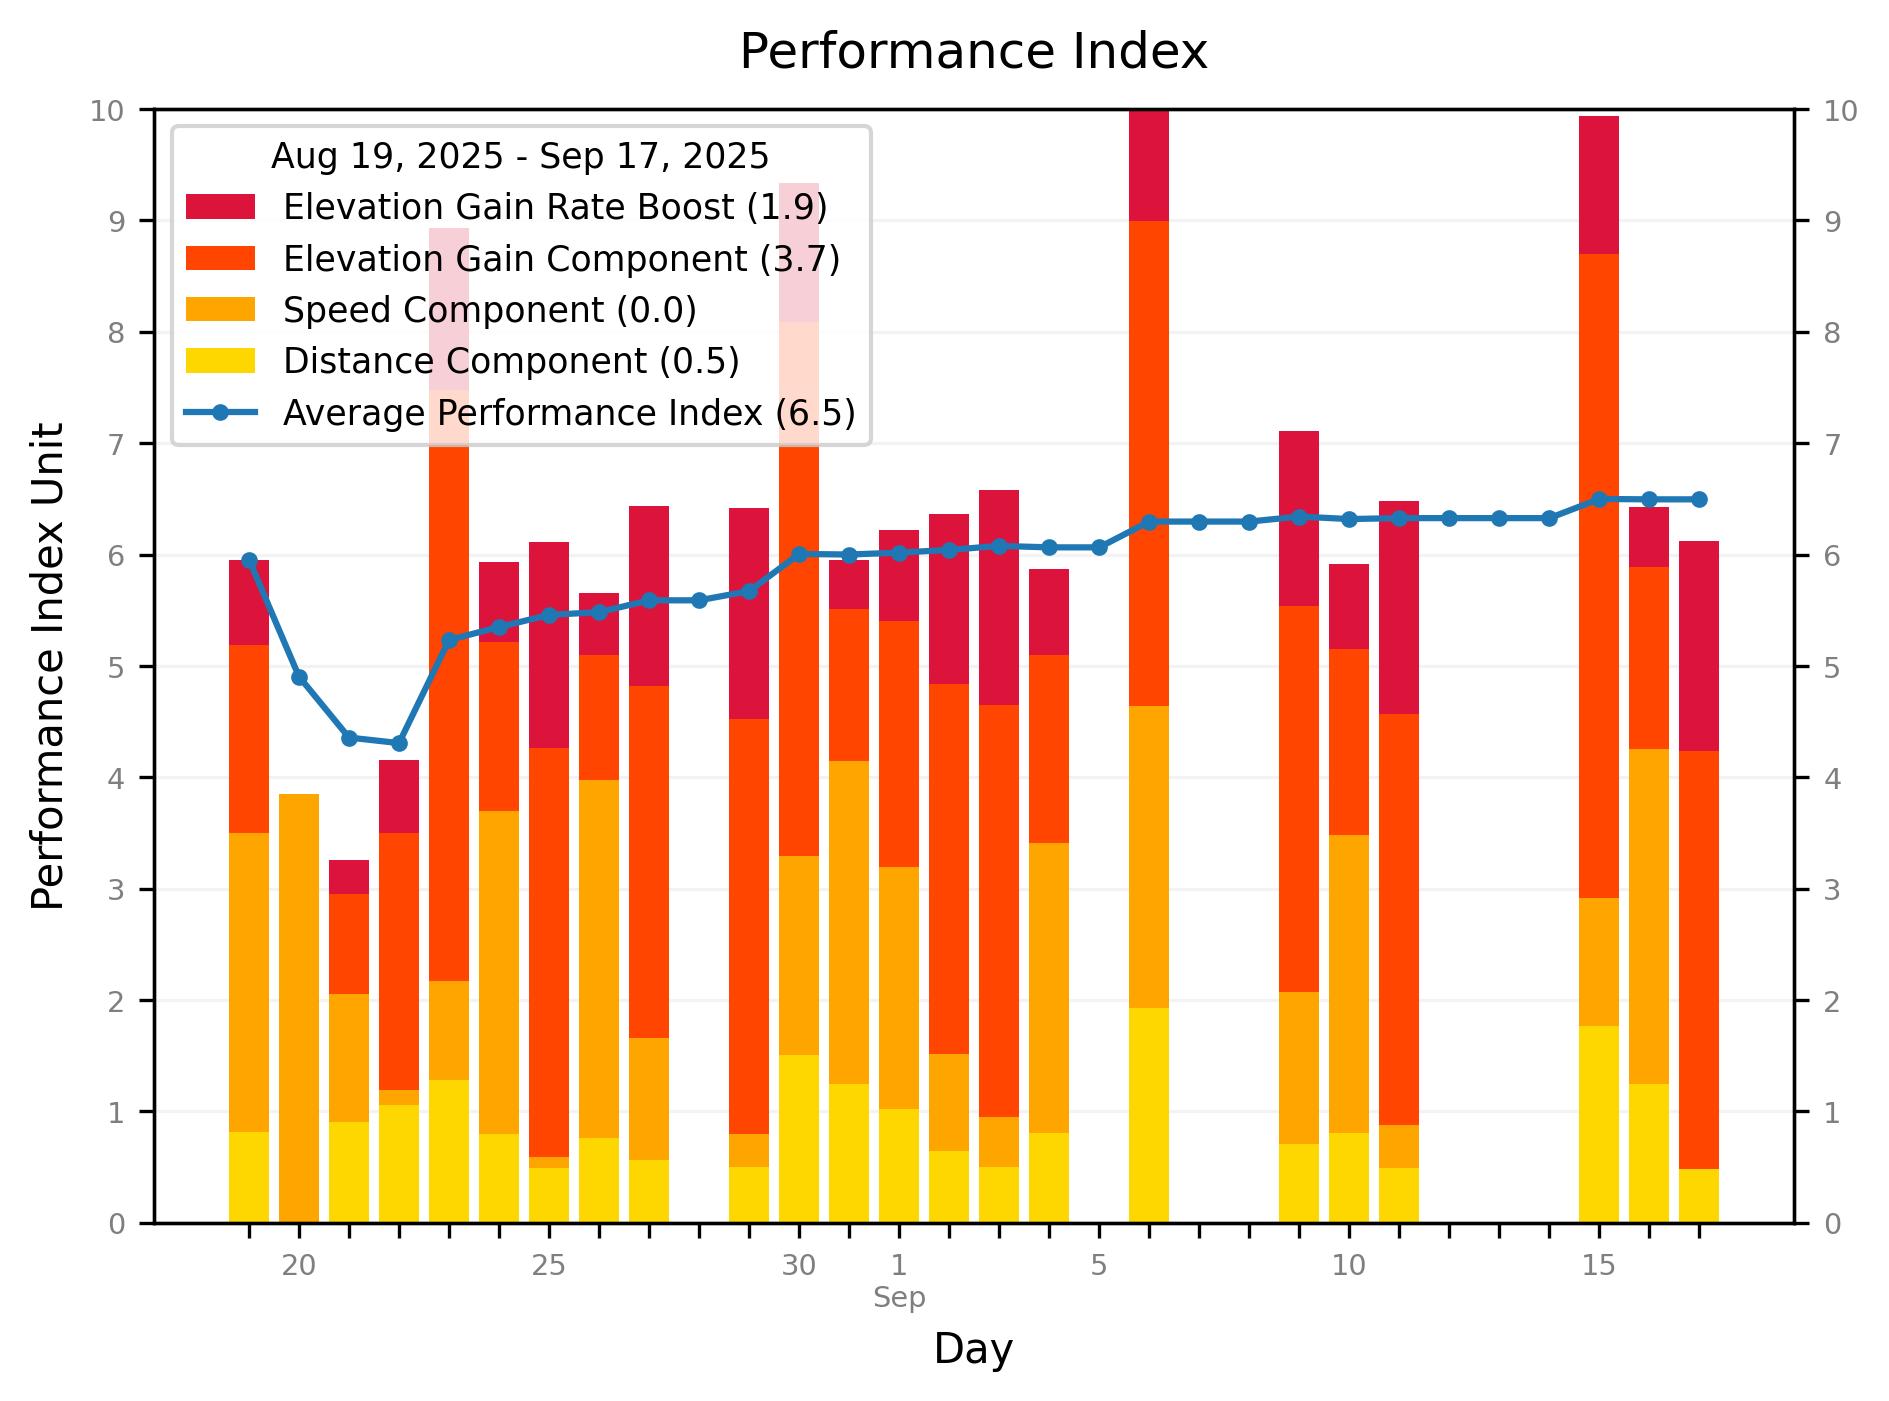 Performance Index
Aug 19, 2025 - Sep 17, 2025
Elevation Gain Rate Boost (1.9)
Elevation Gain Component (3.7)
Speed Component (0.0)
Distance Component (0.5)
Average Performance Index (6.5)
Performance Index Unit
10
9
8
7
6
5
4
3
2
1
0
10
9
8
7
6
5
4
3
2
1
0
20 25 30 1 5 10 15
Sep
Day